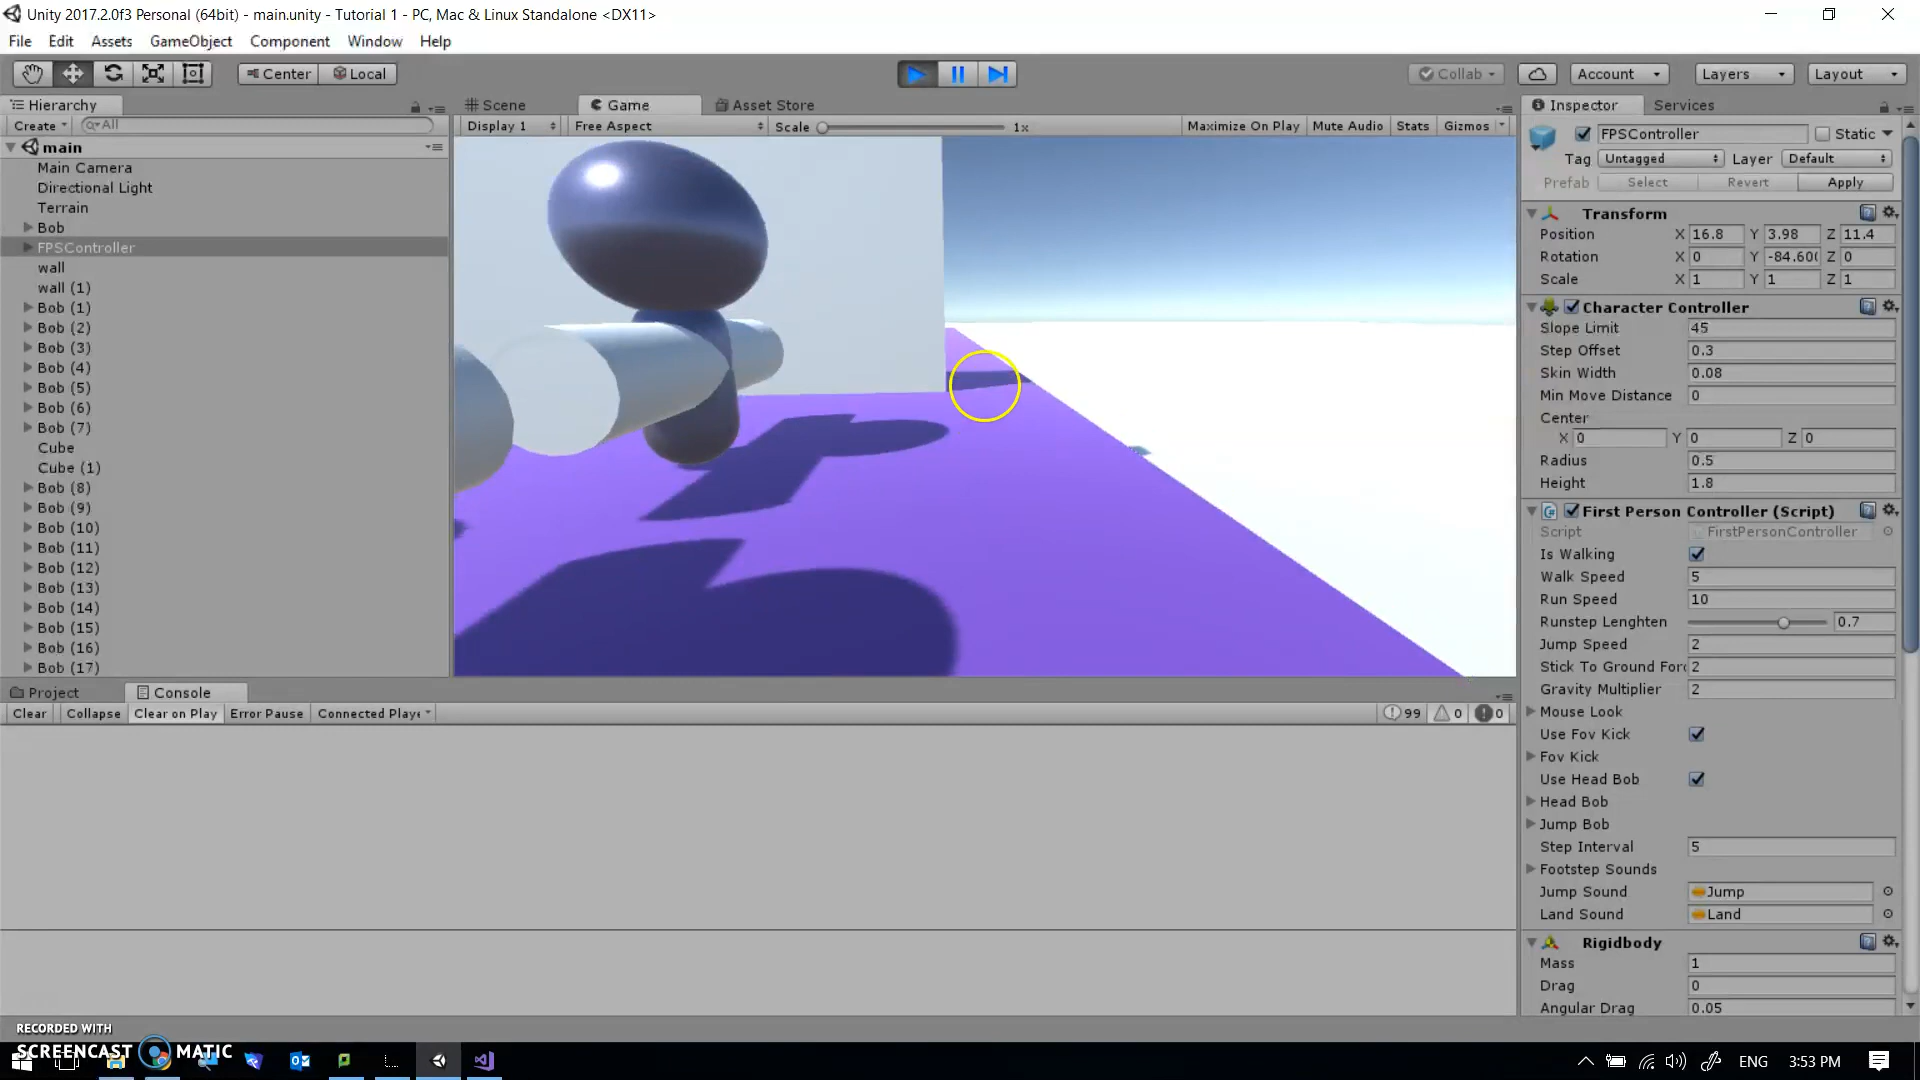 Unity 2017.2.0f3 Personal (64bit) - main.unity - Tutorial 1 - PC, Mac & Linux Standalone <DX11>
File Edit Assets GameObject Component Window Help
Center Local Collab Account Layers Layout
Hierarchy
Create All
main
Main Camera
Directional Light
Terrain
Bob
FPSController
wall
wall (1)
Bob (1)
Bob (2)
Bob (3)
Bob (4)
Bob (5)
Bob (6)
Bob (7)
Cube
Cube (1)
Bob (8)
Bob (9)
Bob (10)
Bob (11)
Bob (12)
Bob (13)
Bob (14)
Bob (15)
Bob (16)
Bob (17)
Scene Game Asset Store
Display 1 Free Aspect Scale 1x Maximize On Play Mute Audio Stats Gizmos
Inspector Services
FPSController Static
Tag Untagged Layer Default
Prefab Select Revert Apply
Transform
Position X 16.8 Y 3.98 Z 11.4
Rotation X 0 Y -84.60( Z 0
Scale X 1 Y 1 Z 1
Character Controller
Slope Limit 45
Step Offset 0.3
Skin Width 0.08
Min Move Distance 0
Center
X 0 Y 0 Z 0
Radius 0.5
Height 1.8
First Person Controller (Script)
Script FirstPersonController
Is Walking
Walk Speed 5
Run Speed 10
Runstep Lenghten 0.7
Jump Speed 2
Stick To Ground Forc 2
Gravity Multiplier 2
Mouse Look
Use Fov Kick
Fov Kick
Use Head Bob
Head Bob
Jump Bob
Step Interval 5
Footstep Sounds
Jump Sound Jump
Land Sound Land
Rigidbody
Mass 1
Drag 0
Angular Drag 0.05
Project Console
Clear Collapse Clear on Play Error Pause Connected Playe 99 0 0
RECORDED WITH
SCREENCAST MATIC
ENG 3:53 PM